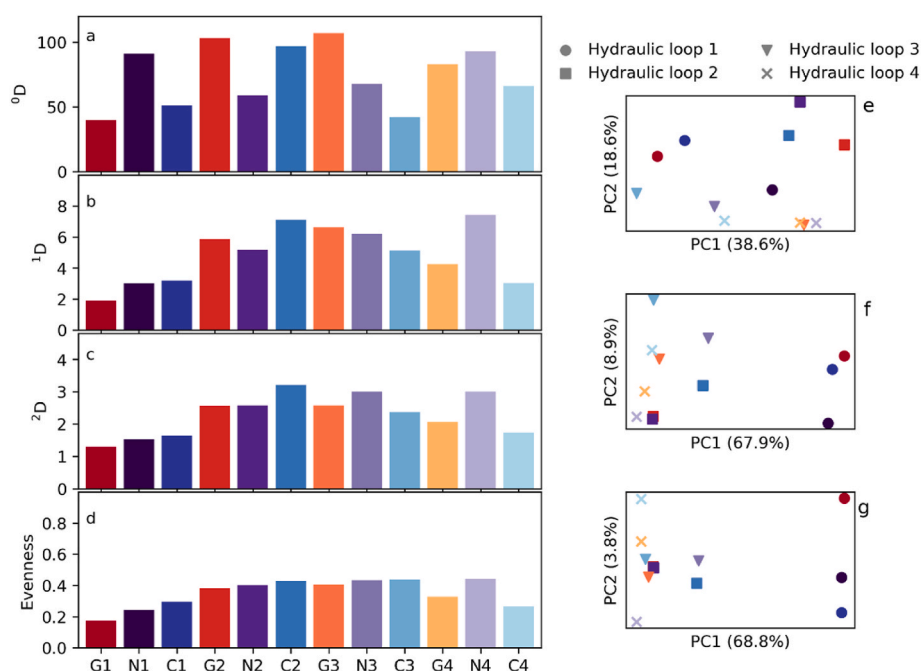 a
100
50
0
⁰D
b
8
6
4
2
0
¹D
c
4
3
2
1
0
²D
d
0.8
0.6
0.4
0.2
0.0
Evenness
G1 N1 C1 G2 N2 C2 G3 N3 C3 G4 N4 C4
Hydraulic loop 1 Hydraulic loop 3
Hydraulic loop 2 Hydraulic loop 4
e
PC2 (18.6%)
PC1 (38.6%)
f
PC2 (8.9%)
PC1 (67.9%)
g
PC2 (3.8%)
PC1 (68.8%)